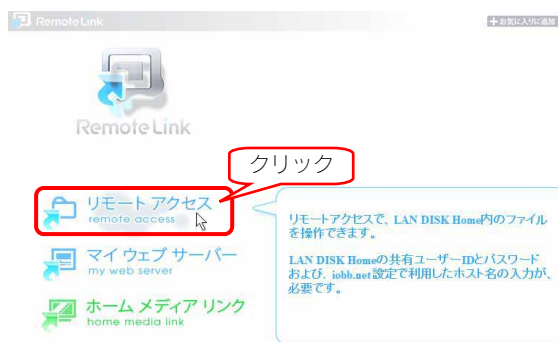 Remote Link
+お気に入りに追加
Remote Link
クリック
リモート アクセス
remote access
マイ ウェブ サーバー
my web server
ホーム メディア リンク
home media link
リモートアクセスで、LAN DISK Home内のファイル
を操作できます。
LAN DISK Homeの共有ユーザーIDとパスワード
および、iobb.net設定で利用したホスト名の入力が、
必要です。